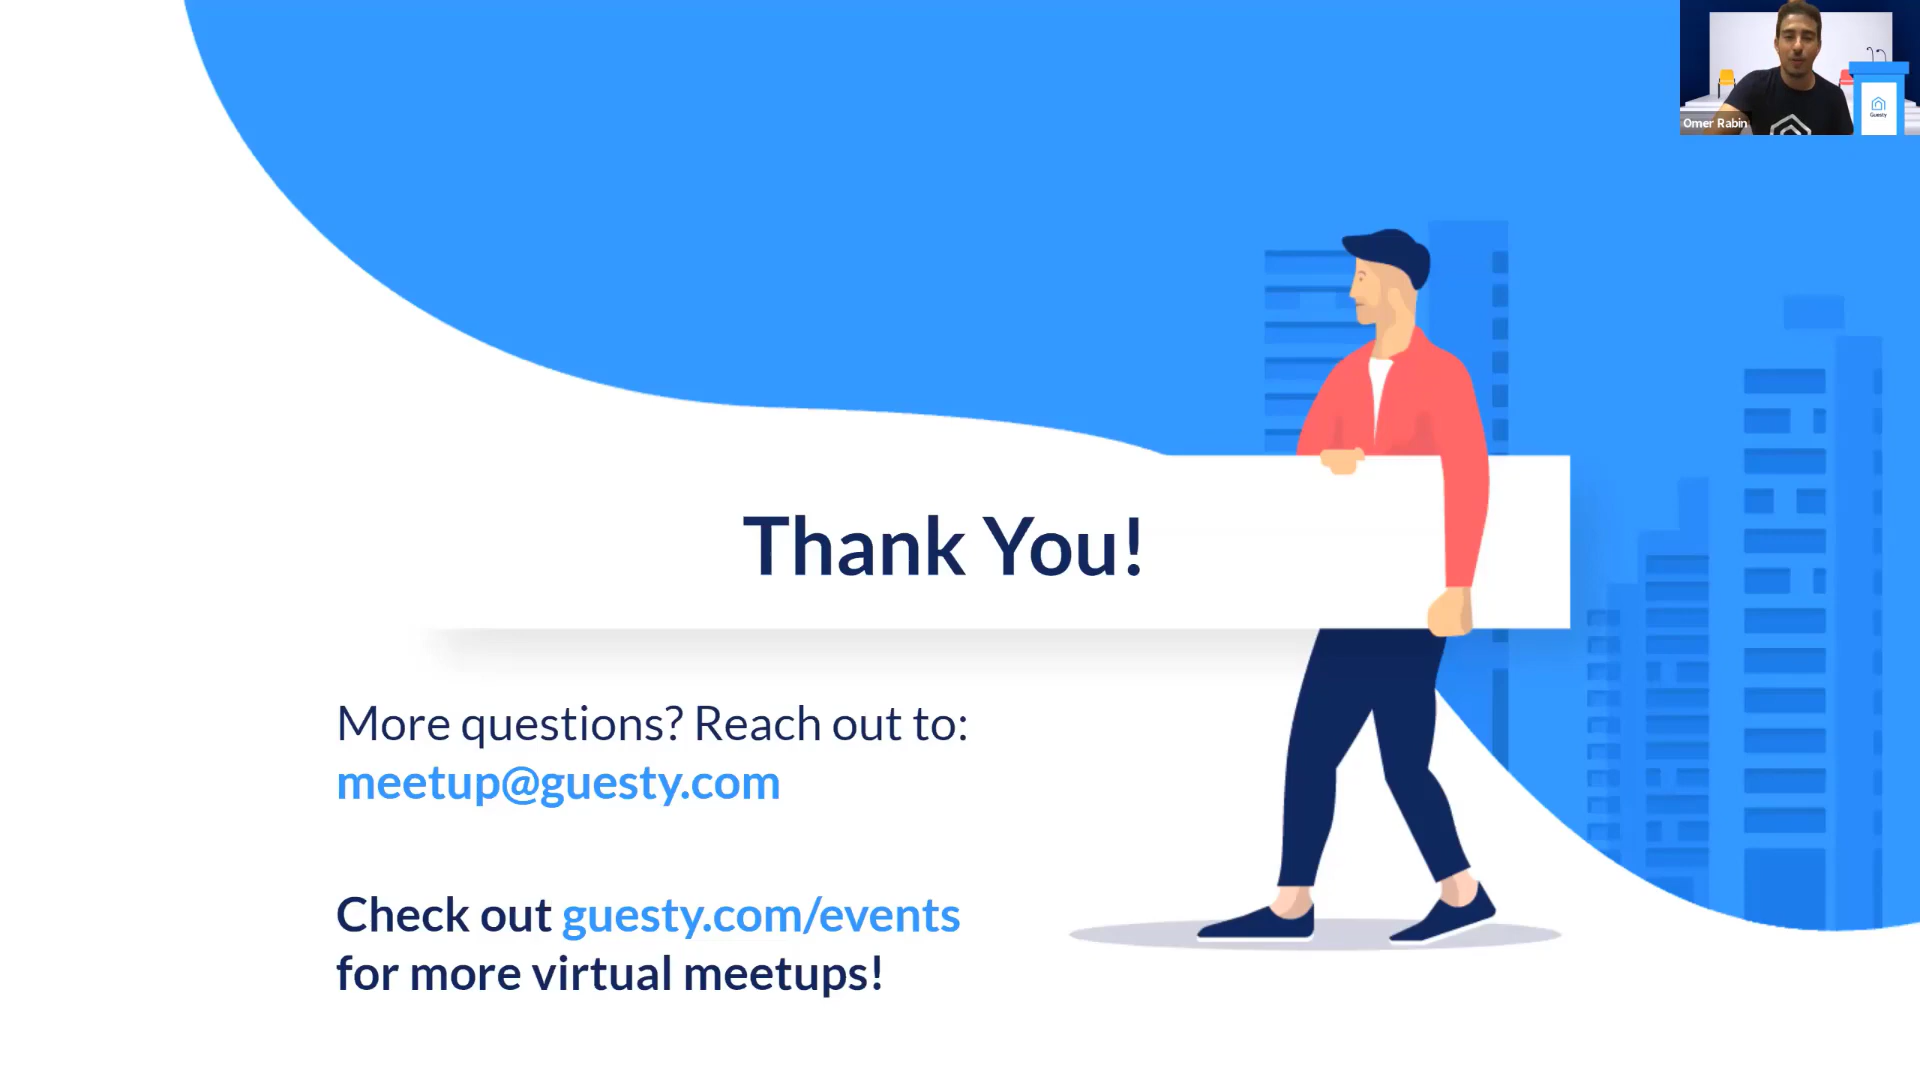 Omer Rabin
Guesty
Thank You!
More questions? Reach out to:
meetup@guesty.com
Check out guesty.com/events
for more virtual meetups!